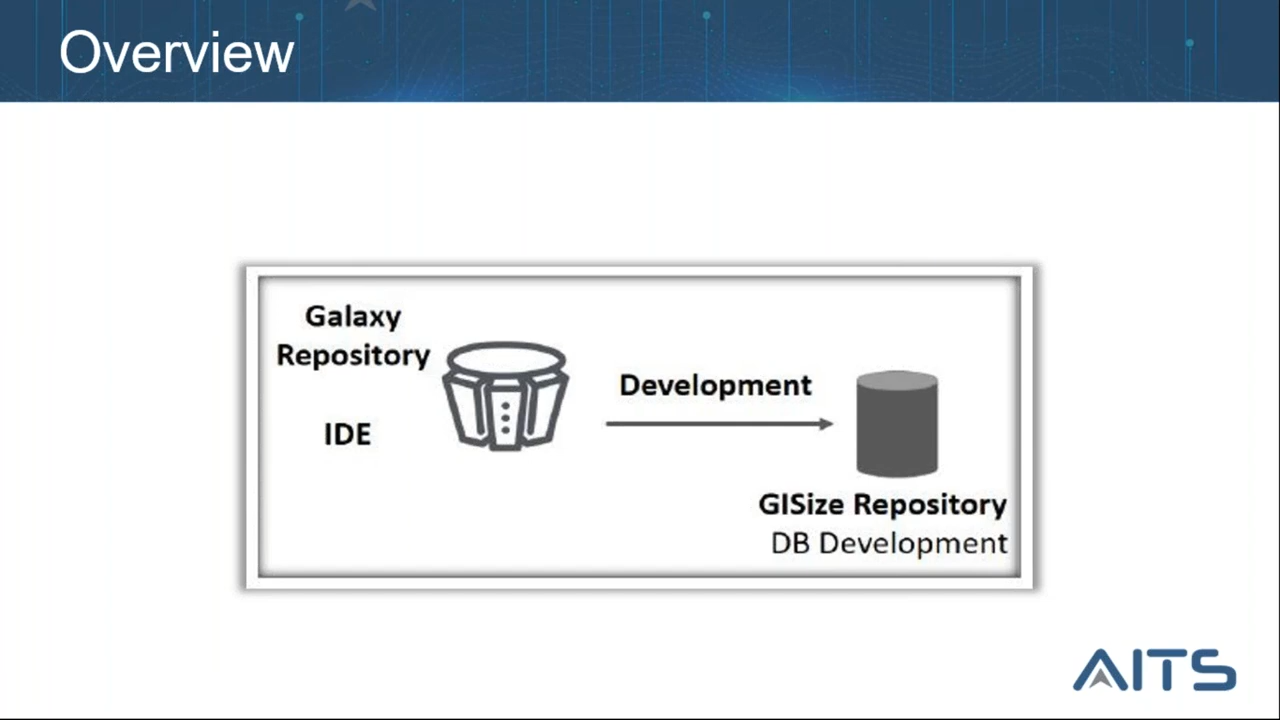 Overview
Galaxy
Repository
IDE
Development
GISize Repository
DB Development
AITS